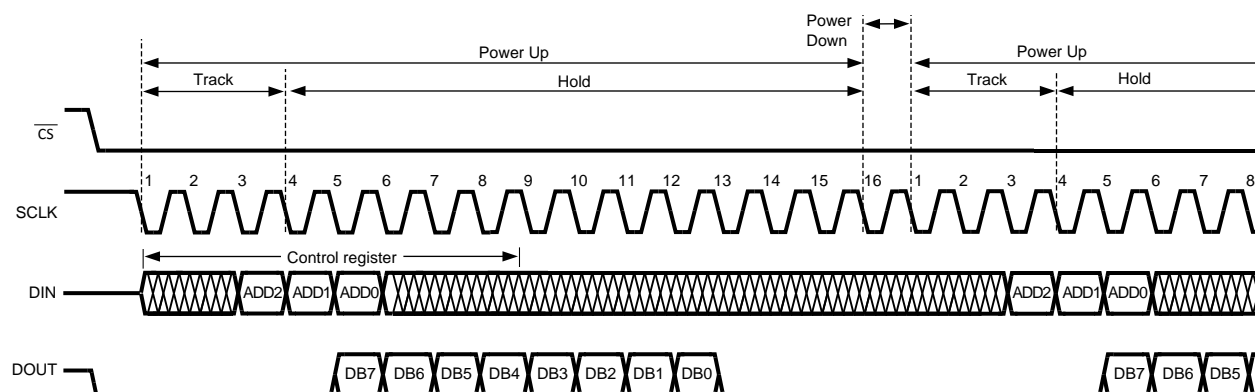 Power Down
Power Up
Power Up
Track
Hold
Track
Hold
CS
SCLK
1 2 3 4 5 6 7 8 9 10 11 12 13 14 15 16 1 2 3 4 5 6 7 8
Control register
DIN
ADD2 ADD1 ADD0 ADD2 ADD1 ADD0
DOUT
DB7 DB6 DB5 DB4 DB3 DB2 DB1 DB0 DB7 DB6 DB5